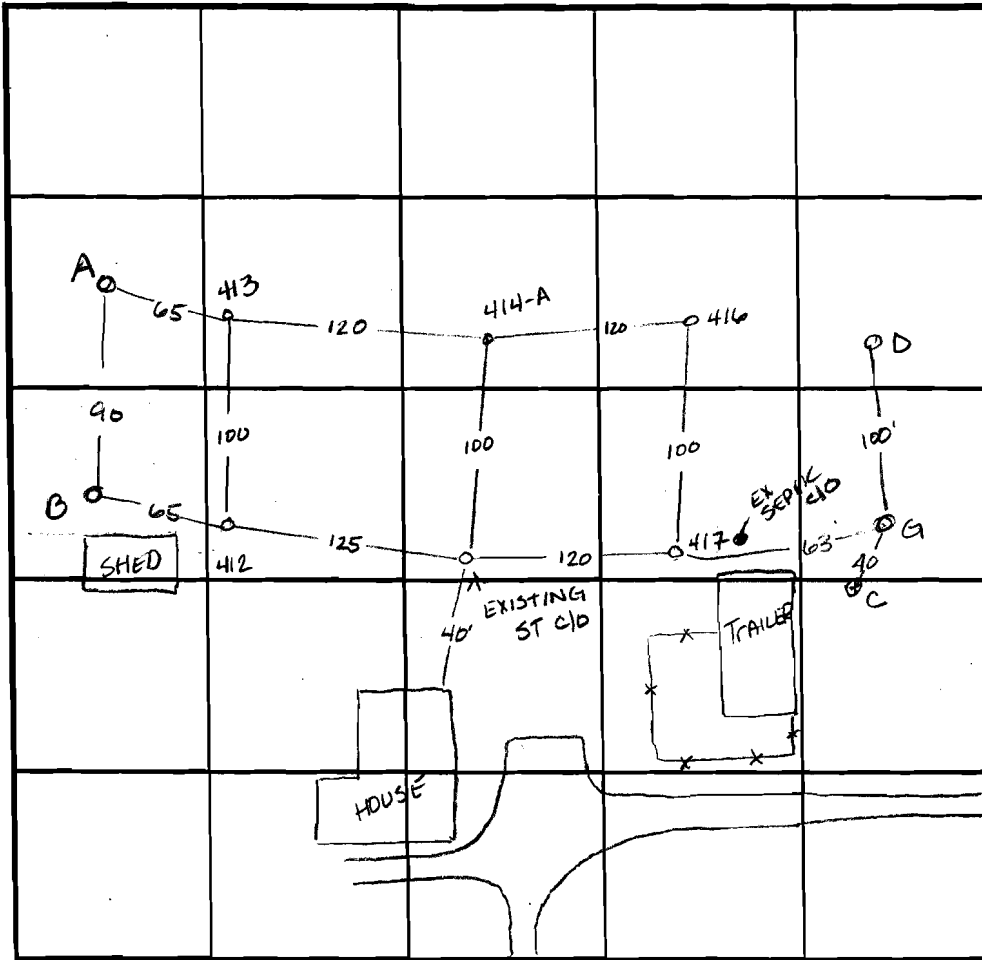 A
65
413
120
414-A
120
416
D
90
100
100
100
100'
B
65
412
125
120
417
EX
SEPTIC
C/O
63'
G
40
C
SHED
EXISTING
ST C/O
40'
TRAILER
HOUSE